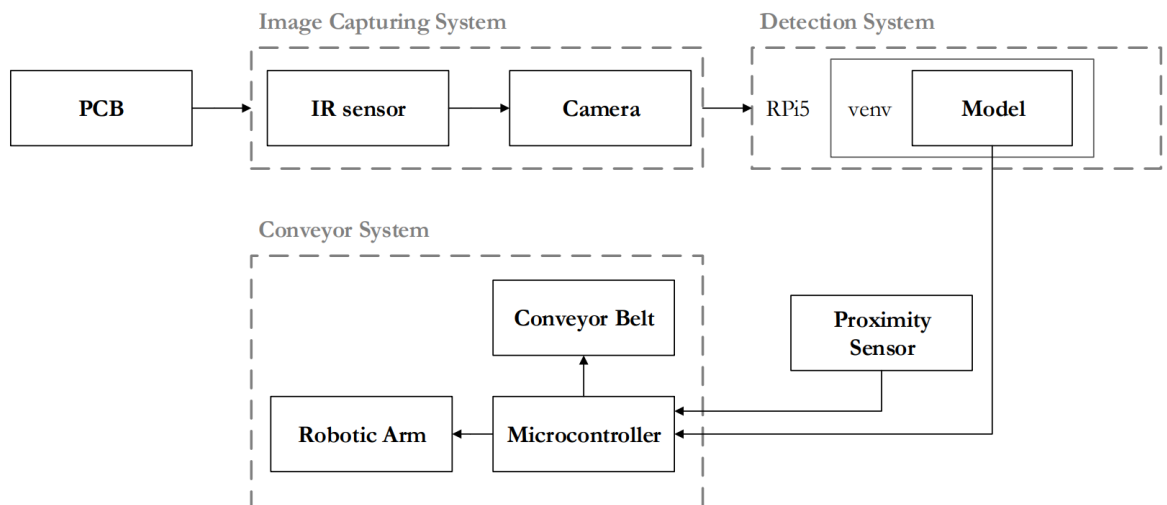 Image Capturing System
Detection System
PCB
IR sensor
Camera
RPi5
venv
Model
Conveyor System
Conveyor Belt
Proximity
Sensor
Robotic Arm
Microcontroller